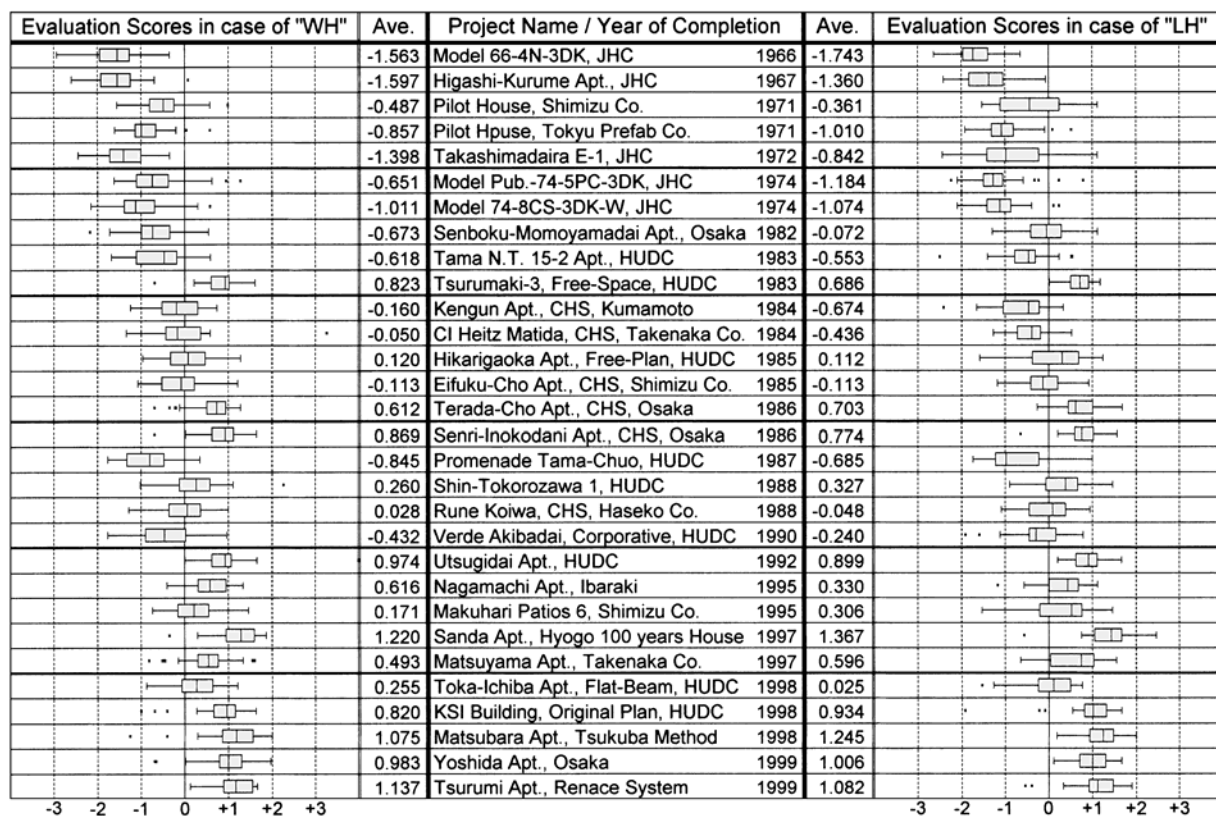 Evaluation Scores in case of "WH" Ave. Project Name / Year of Completion Ave. Evaluation Scores in case of "LH"
-1.563 Model 66-4N-3DK, JHC 1966 -1.743
-1.597 Higashi-Kurume Apt., JHC 1967 -1.360
-0.487 Pilot House, Shimizu Co. 1971 -0.361
-0.857 Pilot Hpuse, Tokyu Prefab Co. 1971 -1.010
-1.398 Takashimadaira E-1, JHC 1972 -0.842
-0.651 Model Pub.-74-5PC-3DK, JHC 1974 -1.184
-1.011 Model 74-8CS-3DK-W, JHC 1974 -1.074
-0.673 Senboku-Momoyamadai Apt., Osaka 1982 -0.072
-0.618 Tama N.T. 15-2 Apt., HUDC 1983 -0.553
0.823 Tsurumaki-3, Free-Space, HUDC 1983 0.686
-0.160 Kengun Apt., CHS, Kumamoto 1984 -0.674
-0.050 CI Heitz Matida, CHS, Takenaka Co. 1984 -0.436
0.120 Hikarigaoka Apt., Free-Plan, HUDC 1985 0.112
-0.113 Eifuku-Cho Apt., CHS, Shimizu Co. 1985 -0.113
0.612 Terada-Cho Apt., CHS, Osaka 1986 0.703
0.869 Senri-Inokodani Apt., CHS, Osaka 1986 0.774
-0.845 Promenade Tama-Chuo, HUDC 1987 -0.685
0.260 Shin-Tokorozawa 1, HUDC 1988 0.327
0.028 Rune Koiwa, CHS, Haseko Co. 1988 -0.048
-0.432 Verde Akibadai, Corporative, HUDC 1990 -0.240
0.974 Utsugidai Apt., HUDC 1992 0.899
0.616 Nagamachi Apt., Ibaraki 1995 0.330
0.171 Makuhari Patios 6, Shimizu Co. 1995 0.306
1.220 Sanda Apt., Hyogo 100 years House 1997 1.367
0.493 Matsuyama Apt., Takenaka Co. 1997 0.596
0.255 Toka-Ichiba Apt., Flat-Beam, HUDC 1998 0.025
0.820 KSI Building, Original Plan, HUDC 1998 0.934
1.075 Matsubara Apt., Tsukuba Method 1998 1.245
0.983 Yoshida Apt., Osaka 1999 1.006
1.137 Tsurumi Apt., Renace System 1999 1.082
-3 -2 -1 0 +1 +2 +3 -3 -2 -1 0 +1 +2 +3